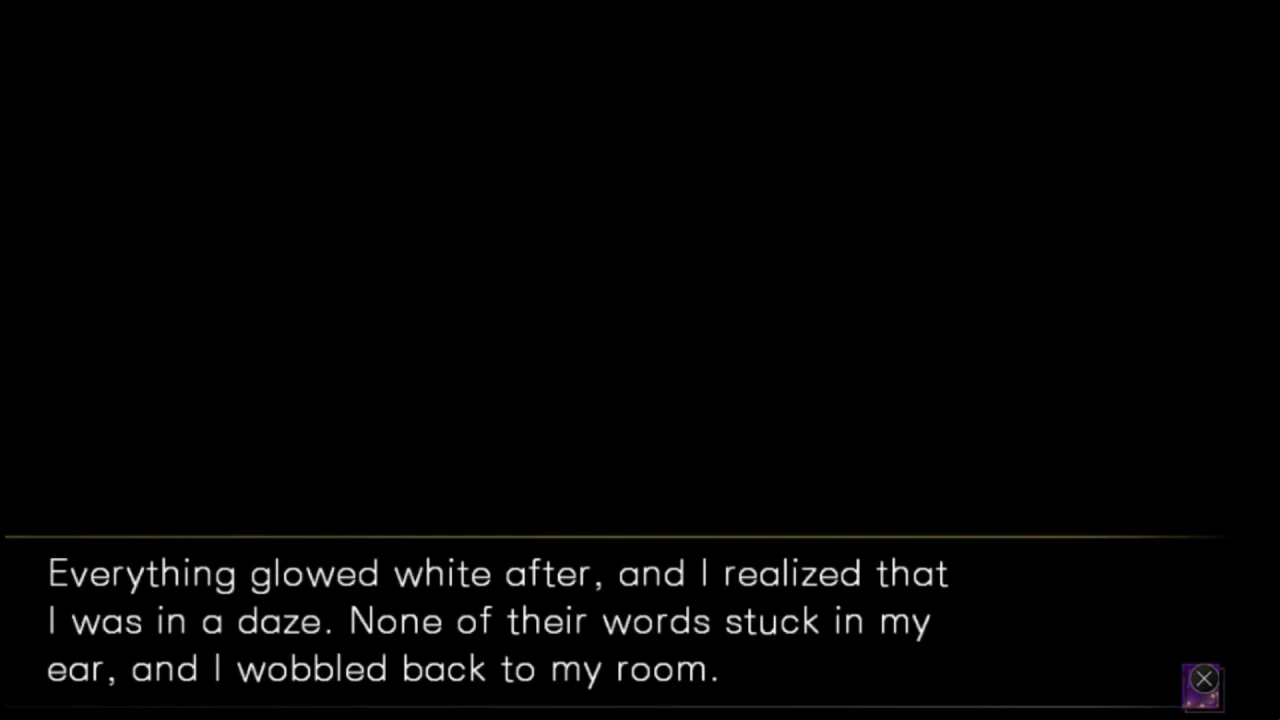 Everything glowed white after, and I realized that
I was in a daze. None of their words stuck in my
ear, and I wobbled back to my room.